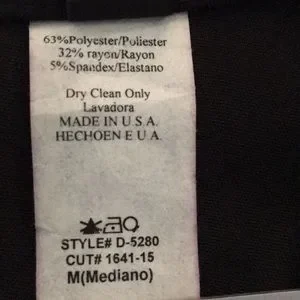 63%Polyester/Poliester
32% rayon/Rayon
5%Spandex/Elastano
Dry Clean Only
Lavadora
MADE IN U.S.A.
HECHOEN E U A.
STYLE# D-5280
CUT# 1641-15
M(Mediano)